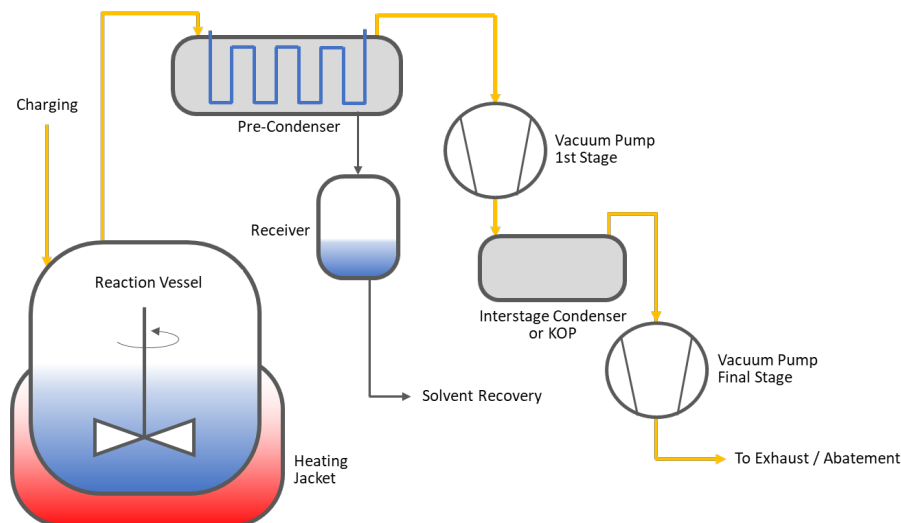 Charging
Pre-Condenser
Vacuum Pump
1st Stage
Receiver
Reaction Vessel
Interstage Condenser
or KOP
Vacuum Pump
Final Stage
Solvent Recovery
Heating
Jacket
To Exhaust / Abatement